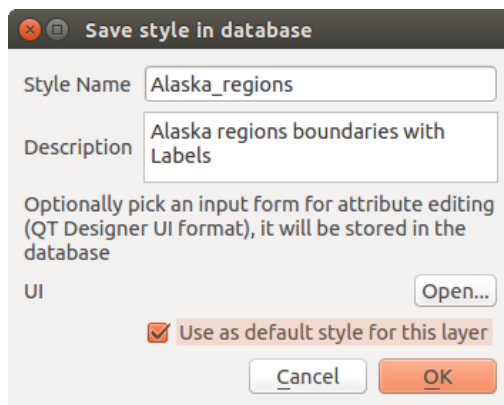 Save style in database
Style Name Alaska_regions
Description Alaska regions boundaries with
Labels
Optionally pick an input form for attribute editing
(QT Designer UI format), it will be stored in the
database
UI Open...
Use as default style for this layer
Cancel OK